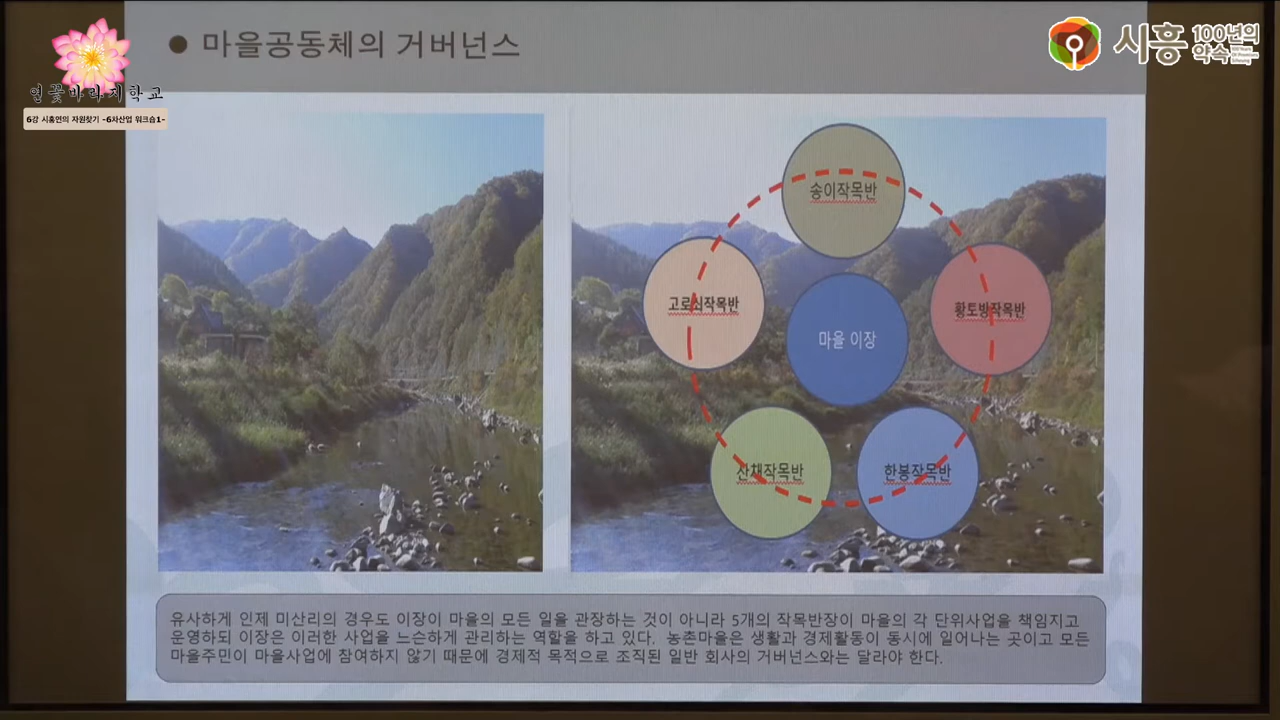 ● 마을공동체의 거버넌스
시흥 100년의 약속
연꽃바라지학교
6강 시흥연의 자원찾기 -6차산업 워크숍1-
송이작목반
고로쇠작목반
황토방작목반
마을 이장
산채작목반
한봉작목반
유사하게 인제 미산리의 경우도 이장이 마을의 모든 일을 관장하는 것이 아니라 5개의 작목반장이 마을의 각 단위사업을 책임지고
운영하되 이장은 이러한 사업을 느슨하게 관리하는 역할을 하고 있다. 농촌마을은 생활과 경제활동이 동시에 일어나는 곳이고 모든
마을주민이 마을사업에 참여하지 않기 때문에 경제적 목적으로 조직된 일반 회사의 거버넌스와는 달라야 한다.